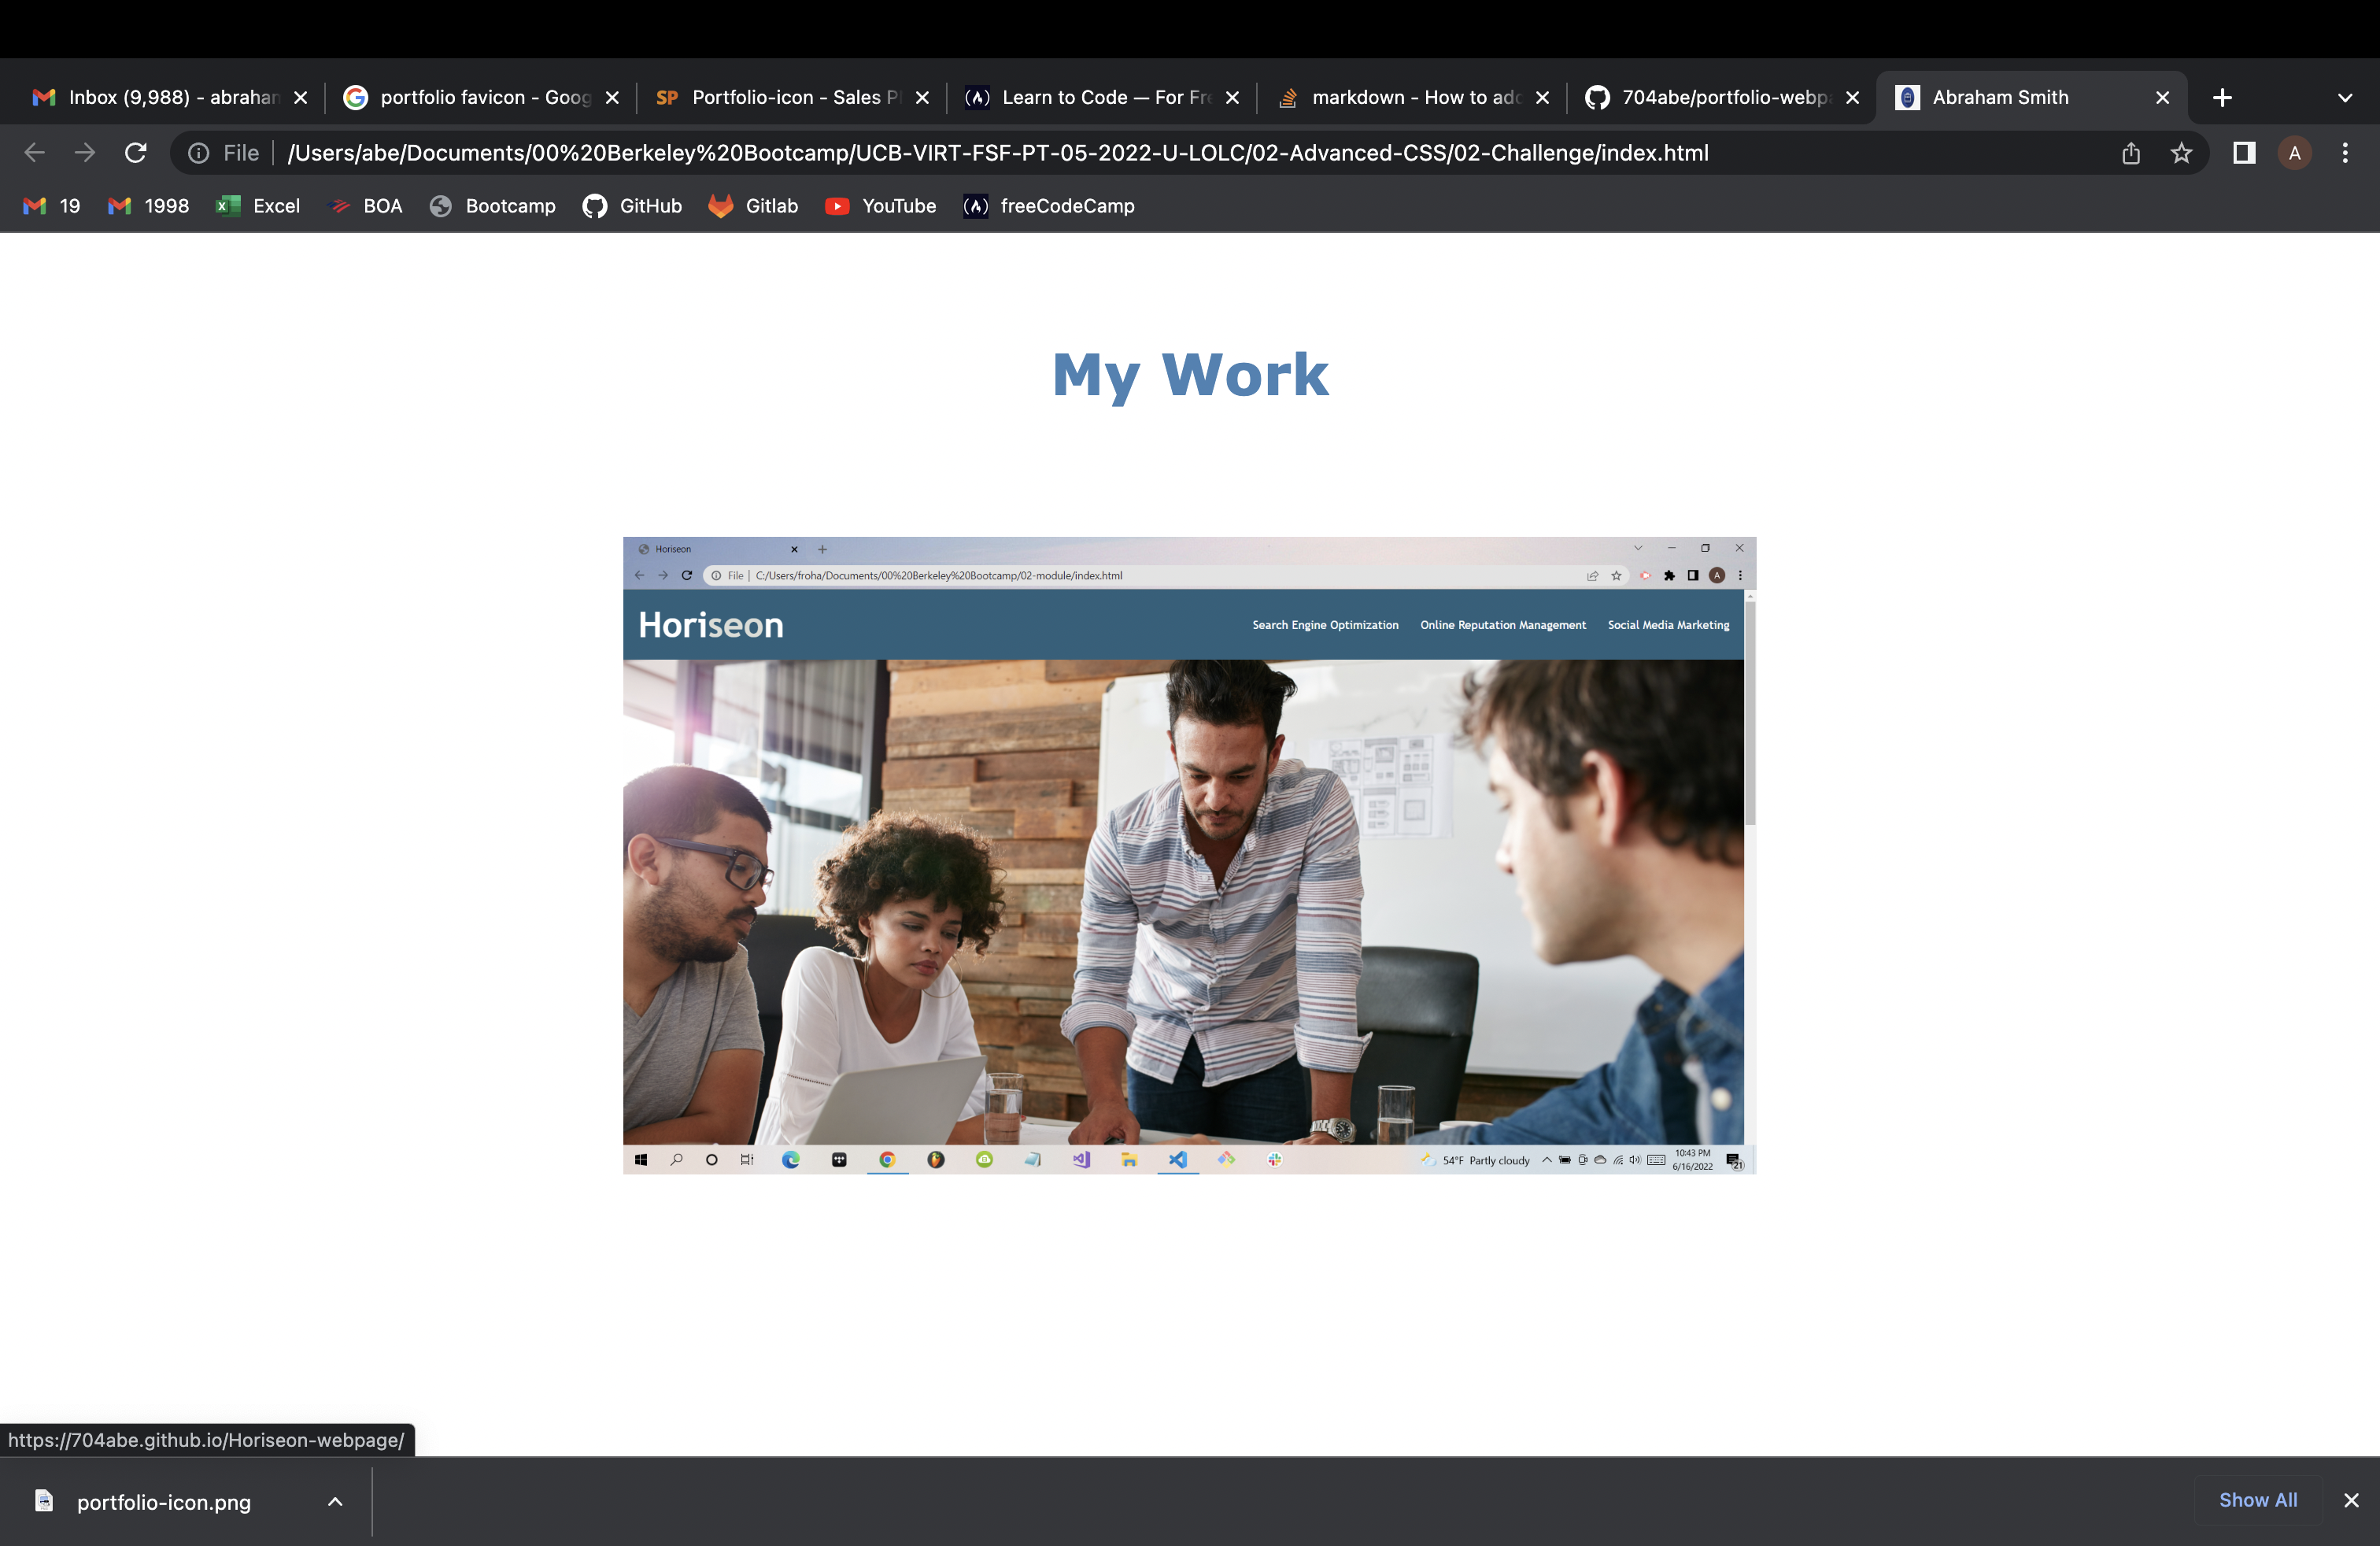 Inbox (9,988) - abrahan
portfolio favicon - Goog
SP Portfolio-icon - Sales Pl
Learn to Code — For Fre
markdown - How to add
704abe/portfolio-webp
Abraham Smith
File /Users/abe/Documents/00%20Berkeley%20Bootcamp/UCB-VIRT-FSF-PT-05-2022-U-LOLC/02-Advanced-CSS/02-Challenge/index.html
A
19 1998 Excel BOA Bootcamp GitHub Gitlab YouTube freeCodeCamp
My Work
Horiseon
File C:/Users/froha/Documents/00%20Berkeley%20Bootcamp/02-module/index.html
A
Horiseon
Search Engine Optimization Online Reputation Management Social Media Marketing
54°F Partly cloudy
10:43 PM
6/16/2022
21
https://704abe.github.io/Horiseon-webpage/
portfolio-icon.png
Show All